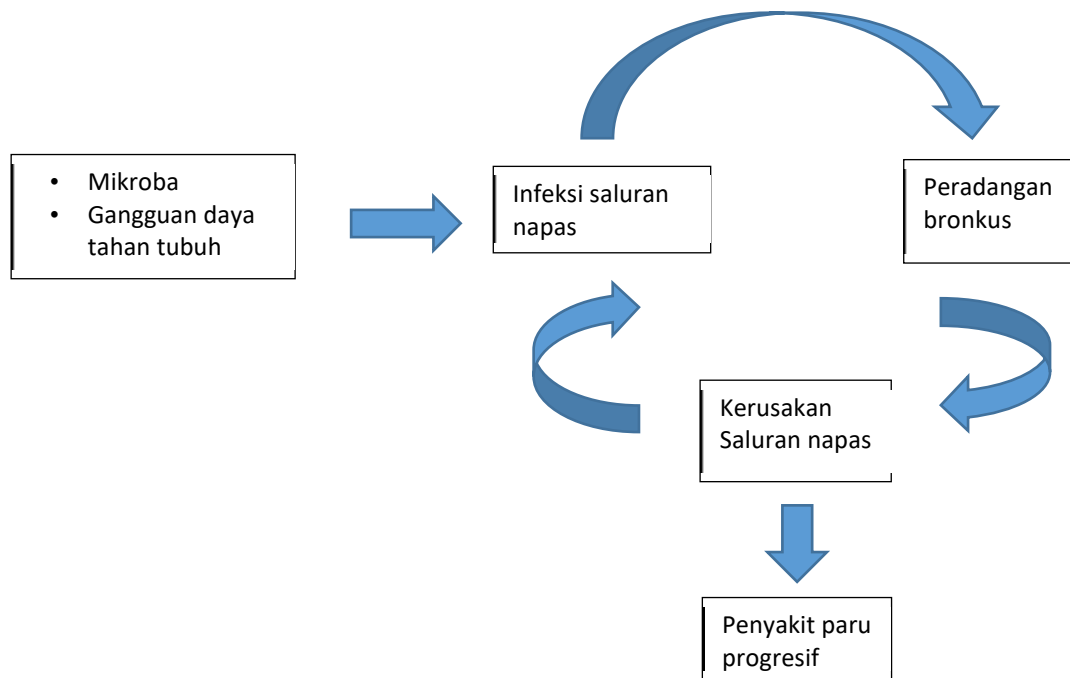 • Mikroba
• Gangguan daya
tahan tubuh
Infeksi saluran
napas
Peradangan
bronkus
Kerusakan
Saluran napas
Penyakit paru
progresif